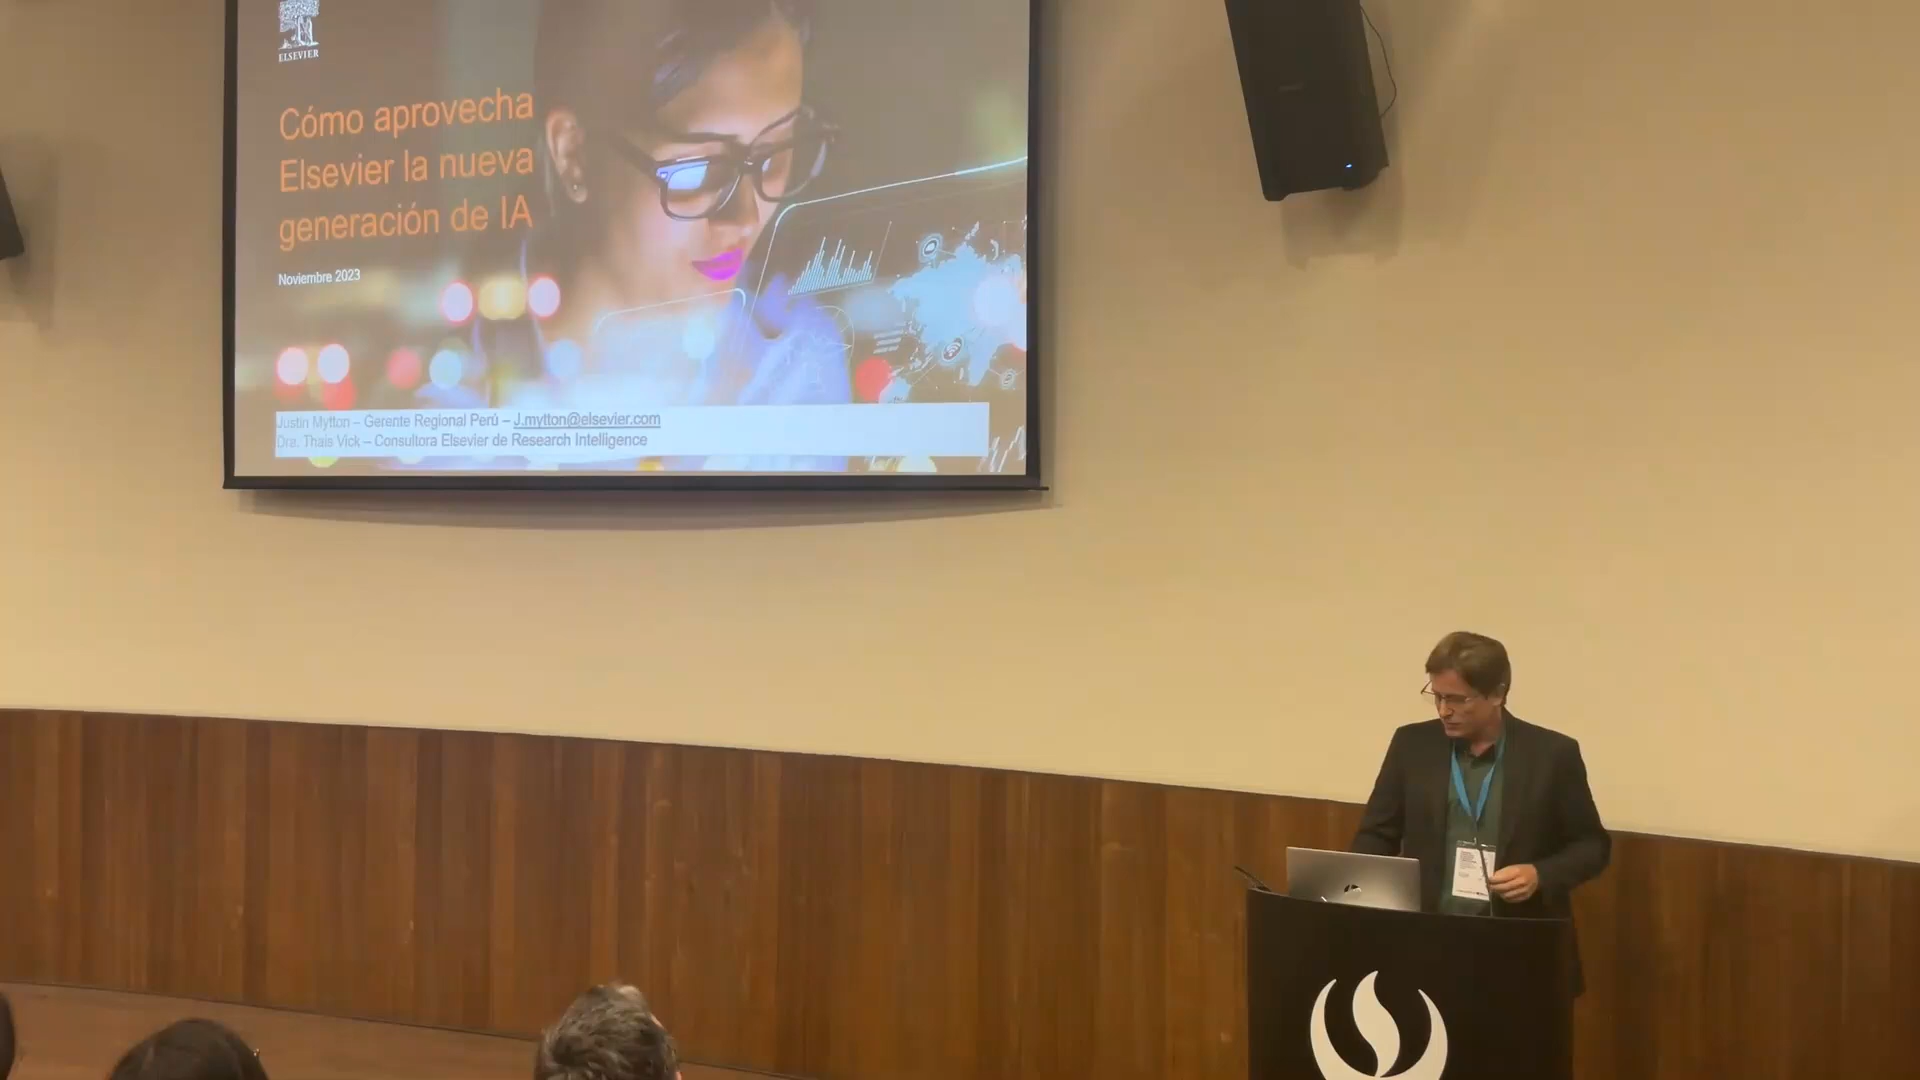 ELSEVIER
Cómo aprovecha
Elsevier la nueva
generación de IA
Noviembre 2023
Justin Mytton – Gerente Regional Perú – J.mytton@elsevier.com
Dra. Thais Vick – Consultora Elsevier de Research Intelligence